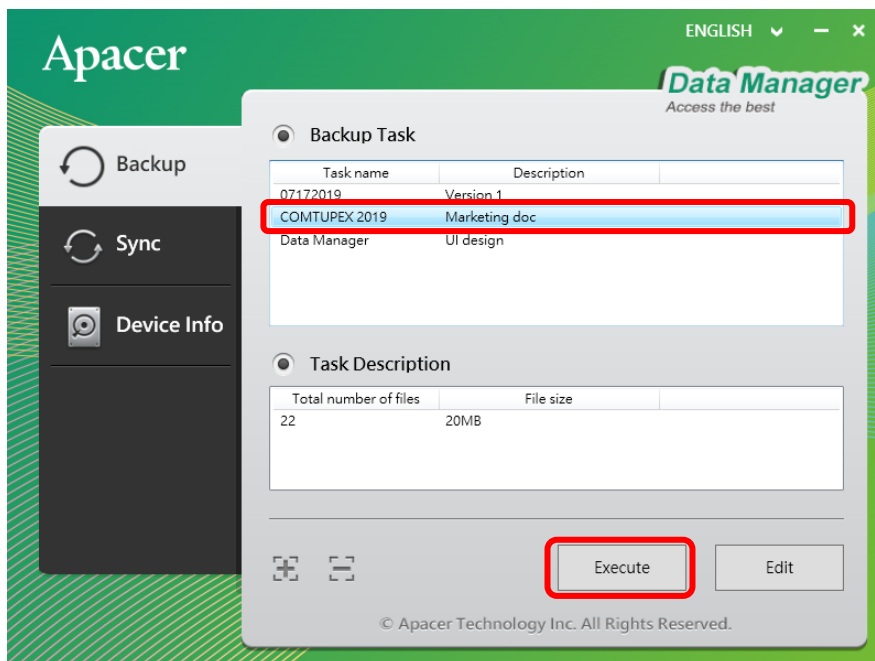 ENGLISH
Apacer
Data Manager
Access the best
Backup
Sync
Device Info
Backup Task
Task name Description
07172019 Version 1
COMTUPEX 2019 Marketing doc
Data Manager UI design
Task Description
Total number of files File size
22 20MB
Execute Edit
© Apacer Technology Inc. All Rights Reserved.